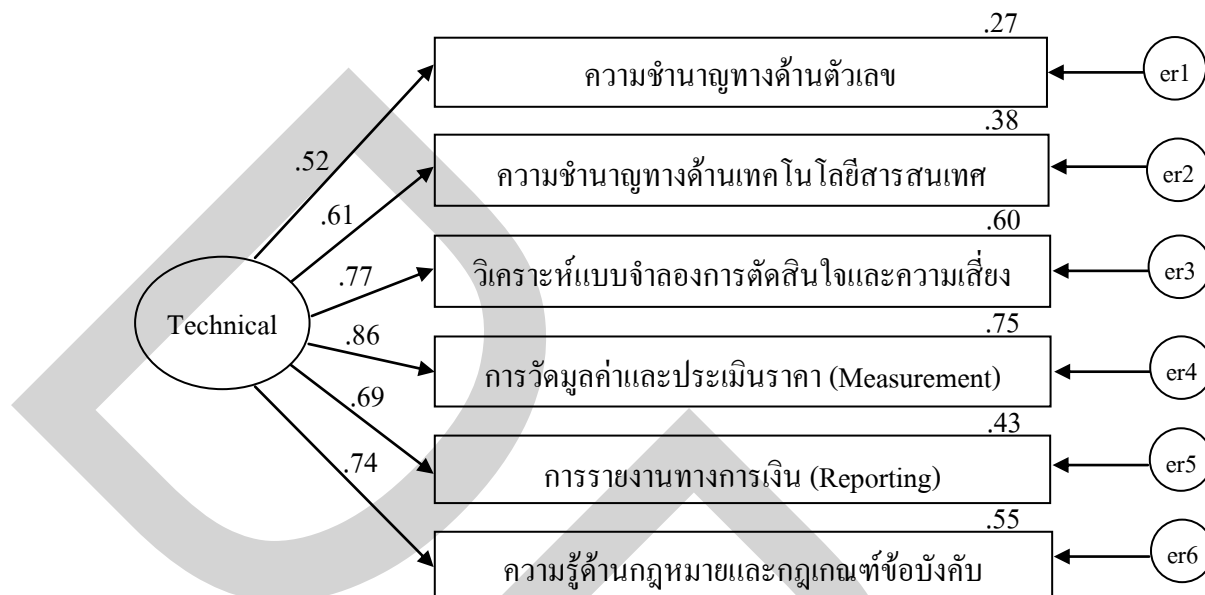 .27
ความชำนาญทางด้านตัวเลข
er1
.52
.38
ความชำนาญทางด้านเทคโนโลยีสารสนเทศ
er2
.61
.60
วิเคราะห์แบบจำลองการตัดสินใจและความเสี่ยง
er3
.77
Technical
.75
การวัดมูลค่าและประเมินราคา (Measurement)
er4
.86
.43
การรายงานทางการเงิน (Reporting)
er5
.69
.55
ความรู้ด้านกฎหมายและกฎเกณฑ์ข้อบังคับ
er6
.74